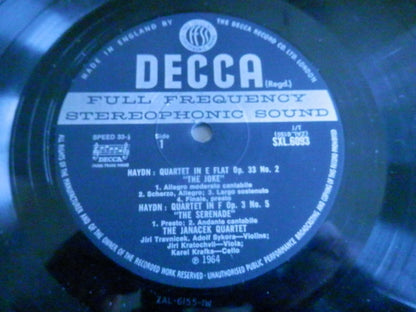 MADE IN ENGLAND BY THE DECCA RECORD CO. LTD. LONDON
ffss
DECCA (Regd.)
FULL FREQUENCY
STEREOPHONIC SOUND
SPEED 33⅓
DECCA
Side
1
(ZAL.6155)
1/1
SXL.6093
HAYDN: QUARTET IN E FLAT Op. 33 No. 2
"THE JOKE"
1. Allegro moderato cantabile
2. Scherzo, Allegro; 3. Largo sostenuto
4. Finale, presto
HAYDN: QUARTET IN F Op. 3 No. 5
"THE SERENADE"
1. Presto; 2. Andante cantabile
THE JANACEK QUARTET
Jiri Travnicek, Adolf Sykora—Violins;
Jiri Kratochvil—Viola;
Karel Krafka—Cello
℗ 1964
ALL RIGHTS OF THE MANUFACTURER AND OF THE OWNER OF THE RECORDED WORK RESERVED · UNAUTHORISED PUBLIC PERFORMANCE BROADCASTING AND COPYING OF THIS RECORD PROHIBITED
ZAL-6155-1W